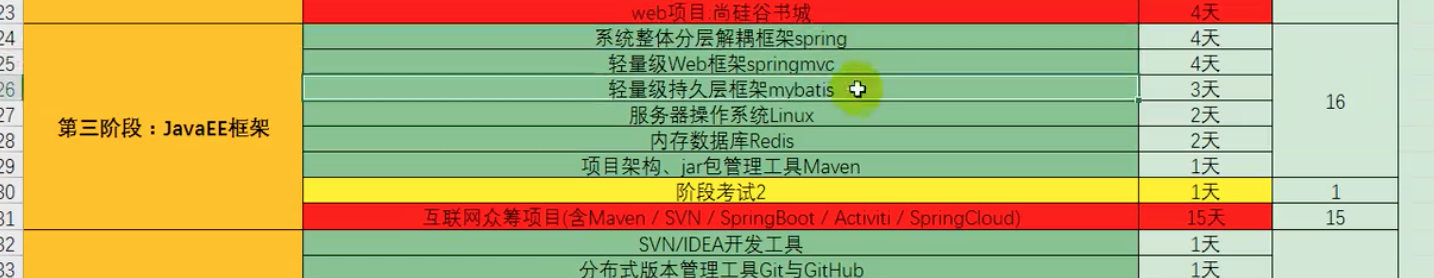 23 web项目.尚硅谷书城 4天
24 系统整体分层解耦框架spring 4天
25 轻量级Web框架springmvc 4天
26 轻量级持久层框架mybatis 3天 16
27 服务器操作系统Linux 2天
第三阶段：JavaEE框架
28 内存数据库Redis 2天
29 项目架构、jar包管理工具Maven 1天
30 阶段考试2 1天 1
31 互联网众筹项目(含Maven / SVN / SpringBoot / Activiti / SpringCloud) 15天 15
32 SVN/IDEA开发工具 1天
33 分布式版本管理工具Git与GitHub 1天